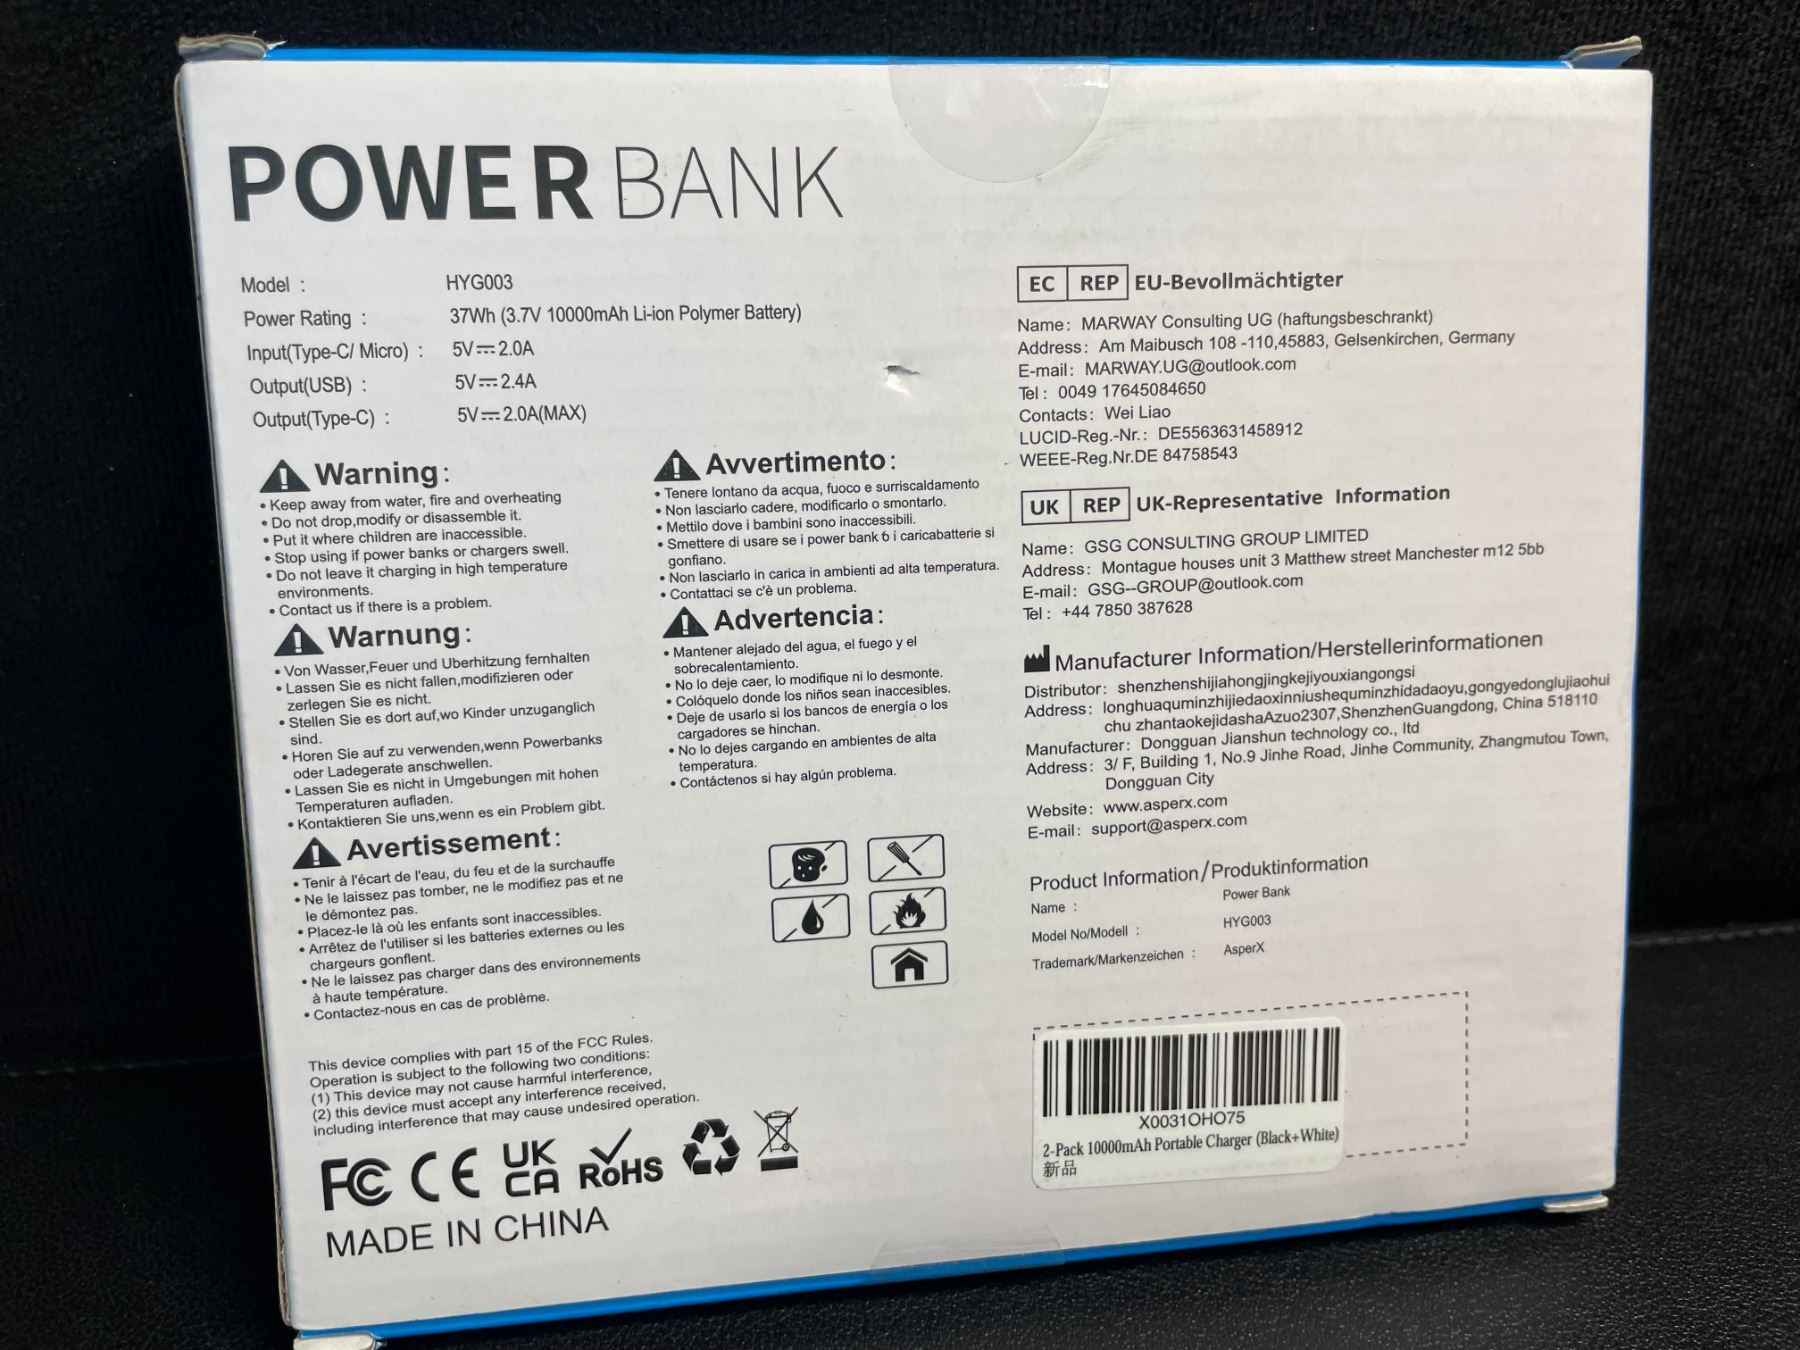 POWER BANK
Model : HYG003
Power Rating : 37Wh (3.7V 10000mAh Li-ion Polymer Battery)
Input(Type-C/ Micro) : 5V⎓2.0A
Output(USB) : 5V⎓2.4A
Output(Type-C) : 5V⎓2.0A(MAX)
Warning:
• Keep away from water, fire and overheating
• Do not drop,modify or disassemble it.
• Put it where children are inaccessible.
• Stop using if power banks or chargers swell.
• Do not leave it charging in high temperature
environments.
• Contact us if there is a problem.
Warnung:
• Von Wasser,Feuer und Uberhitzung fernhalten
• Lassen Sie es nicht fallen,modifizieren oder
zerlegen Sie es nicht.
• Stellen Sie es dort auf,wo Kinder unzuganglich
sind.
• Horen Sie auf zu verwenden,wenn Powerbanks
oder Ladegerate anschwellen.
• Lassen Sie es nicht in Umgebungen mit hohen
Temperaturen aufladen.
• Kontaktieren Sie uns,wenn es ein Problem gibt.
Avertissement:
• Tenir à l'écart de l'eau, du feu et de la surchauffe
• Ne le laissez pas tomber, ne le modifiez pas et ne
le démontez pas.
• Placez-le là où les enfants sont inaccessibles.
• Arrêtez de l'utiliser si les batteries externes ou les
chargeurs gonflent.
• Ne le laissez pas charger dans des environnements
à haute température.
• Contactez-nous en cas de problème.
Avvertimento:
• Tenere lontano da acqua, fuoco e surriscaldamento
• Non lasciarlo cadere, modificarlo o smontarlo.
• Mettilo dove i bambini sono inaccessibili.
• Smettere di usare se i power bank 6 i caricabatterie si
gonfiano.
• Non lasciarlo in carica in ambienti ad alta temperatura.
• Contattaci se c'è un problema.
Advertencia:
• Mantener alejado del agua, el fuego y el
sobrecalentamiento.
• No lo deje caer, lo modifique ni lo desmonte.
• Colóquelo donde los niños sean inaccesibles.
• Deje de usarlo si los bancos de energía o los
cargadores se hinchan.
• No lo dejes cargando en ambientes de alta
temperatura.
• Contáctenos si hay algún problema.
This device complies with part 15 of the FCC Rules.
Operation is subject to the following two conditions:
(1) This device may not cause harmful interference,
(2) this device must accept any interference received,
including interference that may cause undesired operation.
FC CE UK CA RoHS
MADE IN CHINA
EC REP EU-Bevollmächtigter
Name: MARWAY Consulting UG (haftungsbeschrankt)
Address: Am Maibusch 108 -110,45883, Gelsenkirchen, Germany
E-mail: MARWAY.UG@outlook.com
Tel: 0049 17645084650
Contacts: Wei Liao
LUCID-Reg.-Nr.: DE5563631458912
WEEE-Reg.Nr.DE 84758543
UK REP UK-Representative Information
Name: GSG CONSULTING GROUP LIMITED
Address: Montague houses unit 3 Matthew street Manchester m12 5bb
E-mail: GSG--GROUP@outlook.com
Tel: +44 7850 387628
Manufacturer Information/Herstellerinformationen
Distributor: shenzhenshijiahongjingkejiyouxiangongsi
Address: longhuaquminzhijiedaoxinniushequminzhidadaoyu,gongyedonglujiaohui
chu zhantaokejidashaAzuo2307,ShenzhenGuangdong, China 518110
Manufacturer: Dongguan Jianshun technology co., ltd
Address: 3/ F, Building 1, No.9 Jinhe Road, Jinhe Community, Zhangmutou Town,
Dongguan City
Website: www.asperx.com
E-mail: support@asperx.com
Product Information/Produktinformation
Name : Power Bank
Model No/Modell : HYG003
Trademark/Markenzeichen : AsperX
X0031OHO75
2-Pack 10000mAh Portable Charger (Black+White)
新品